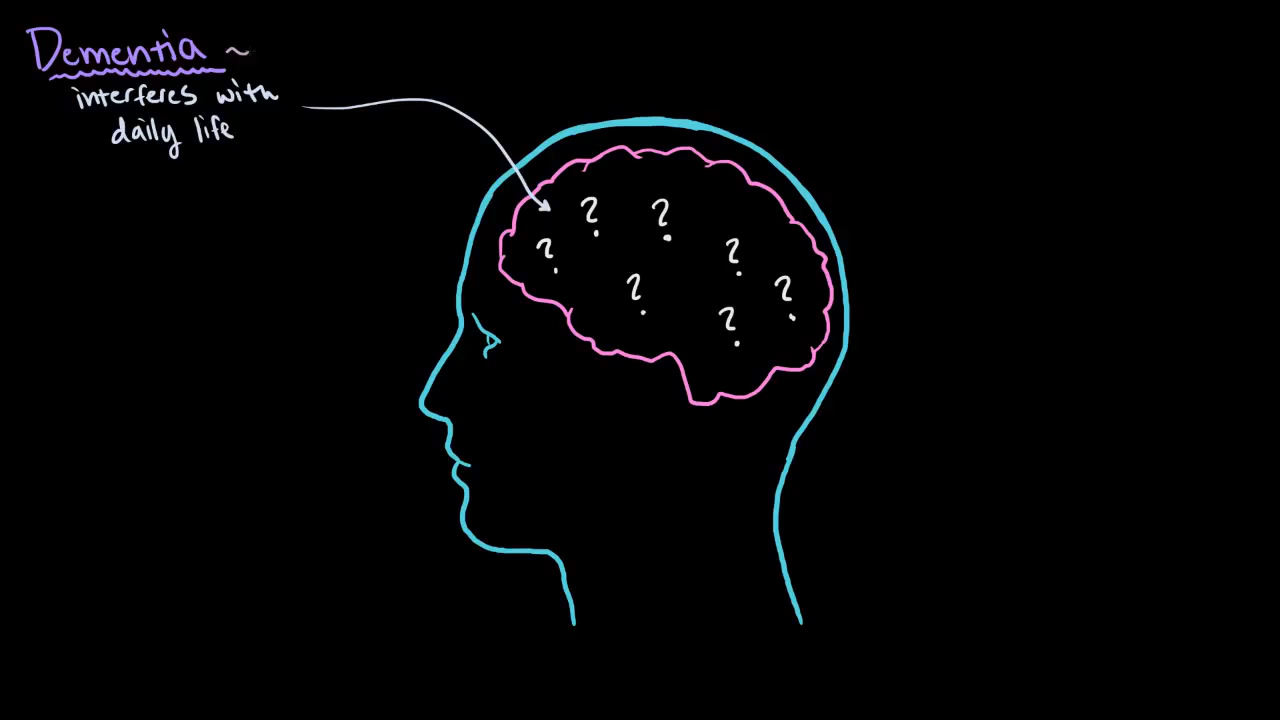 Dementia ~
interferes with
daily life
? ? ? ? ? ? ?